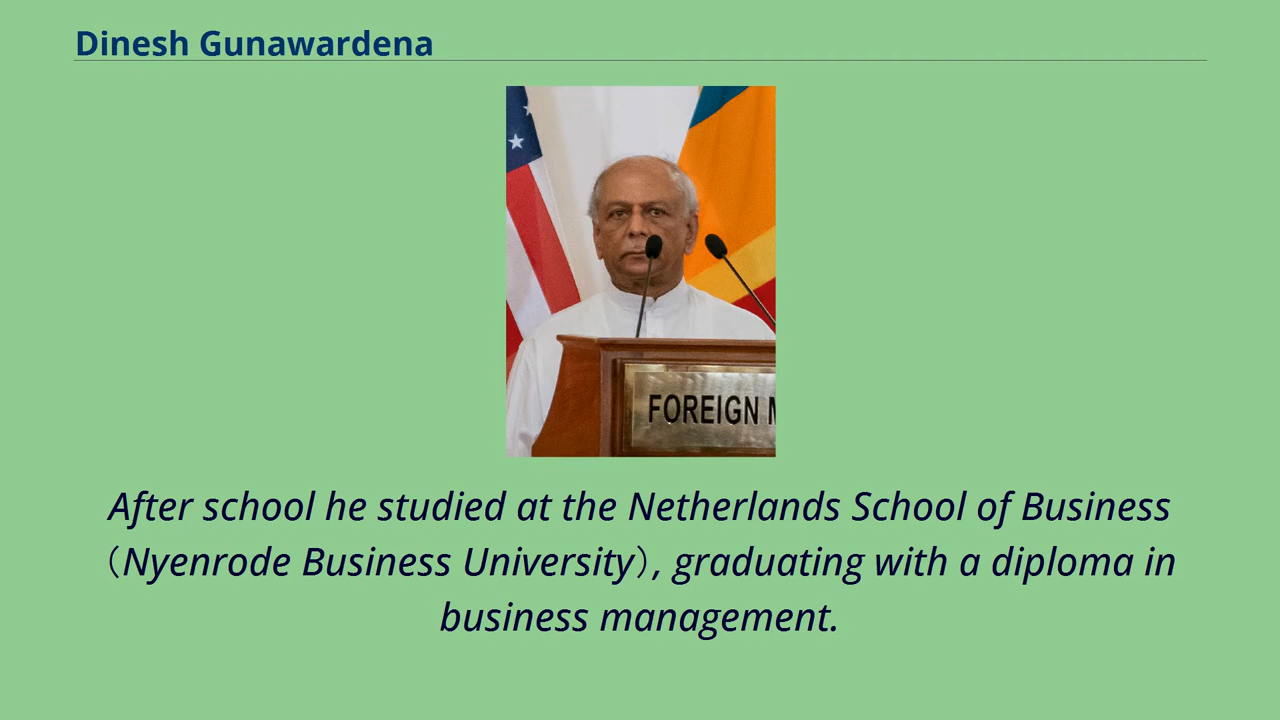 Dinesh Gunawardena
FOREIGN M
After school he studied at the Netherlands School of Business
（Nyenrode Business University）, graduating with a diploma in
business management.